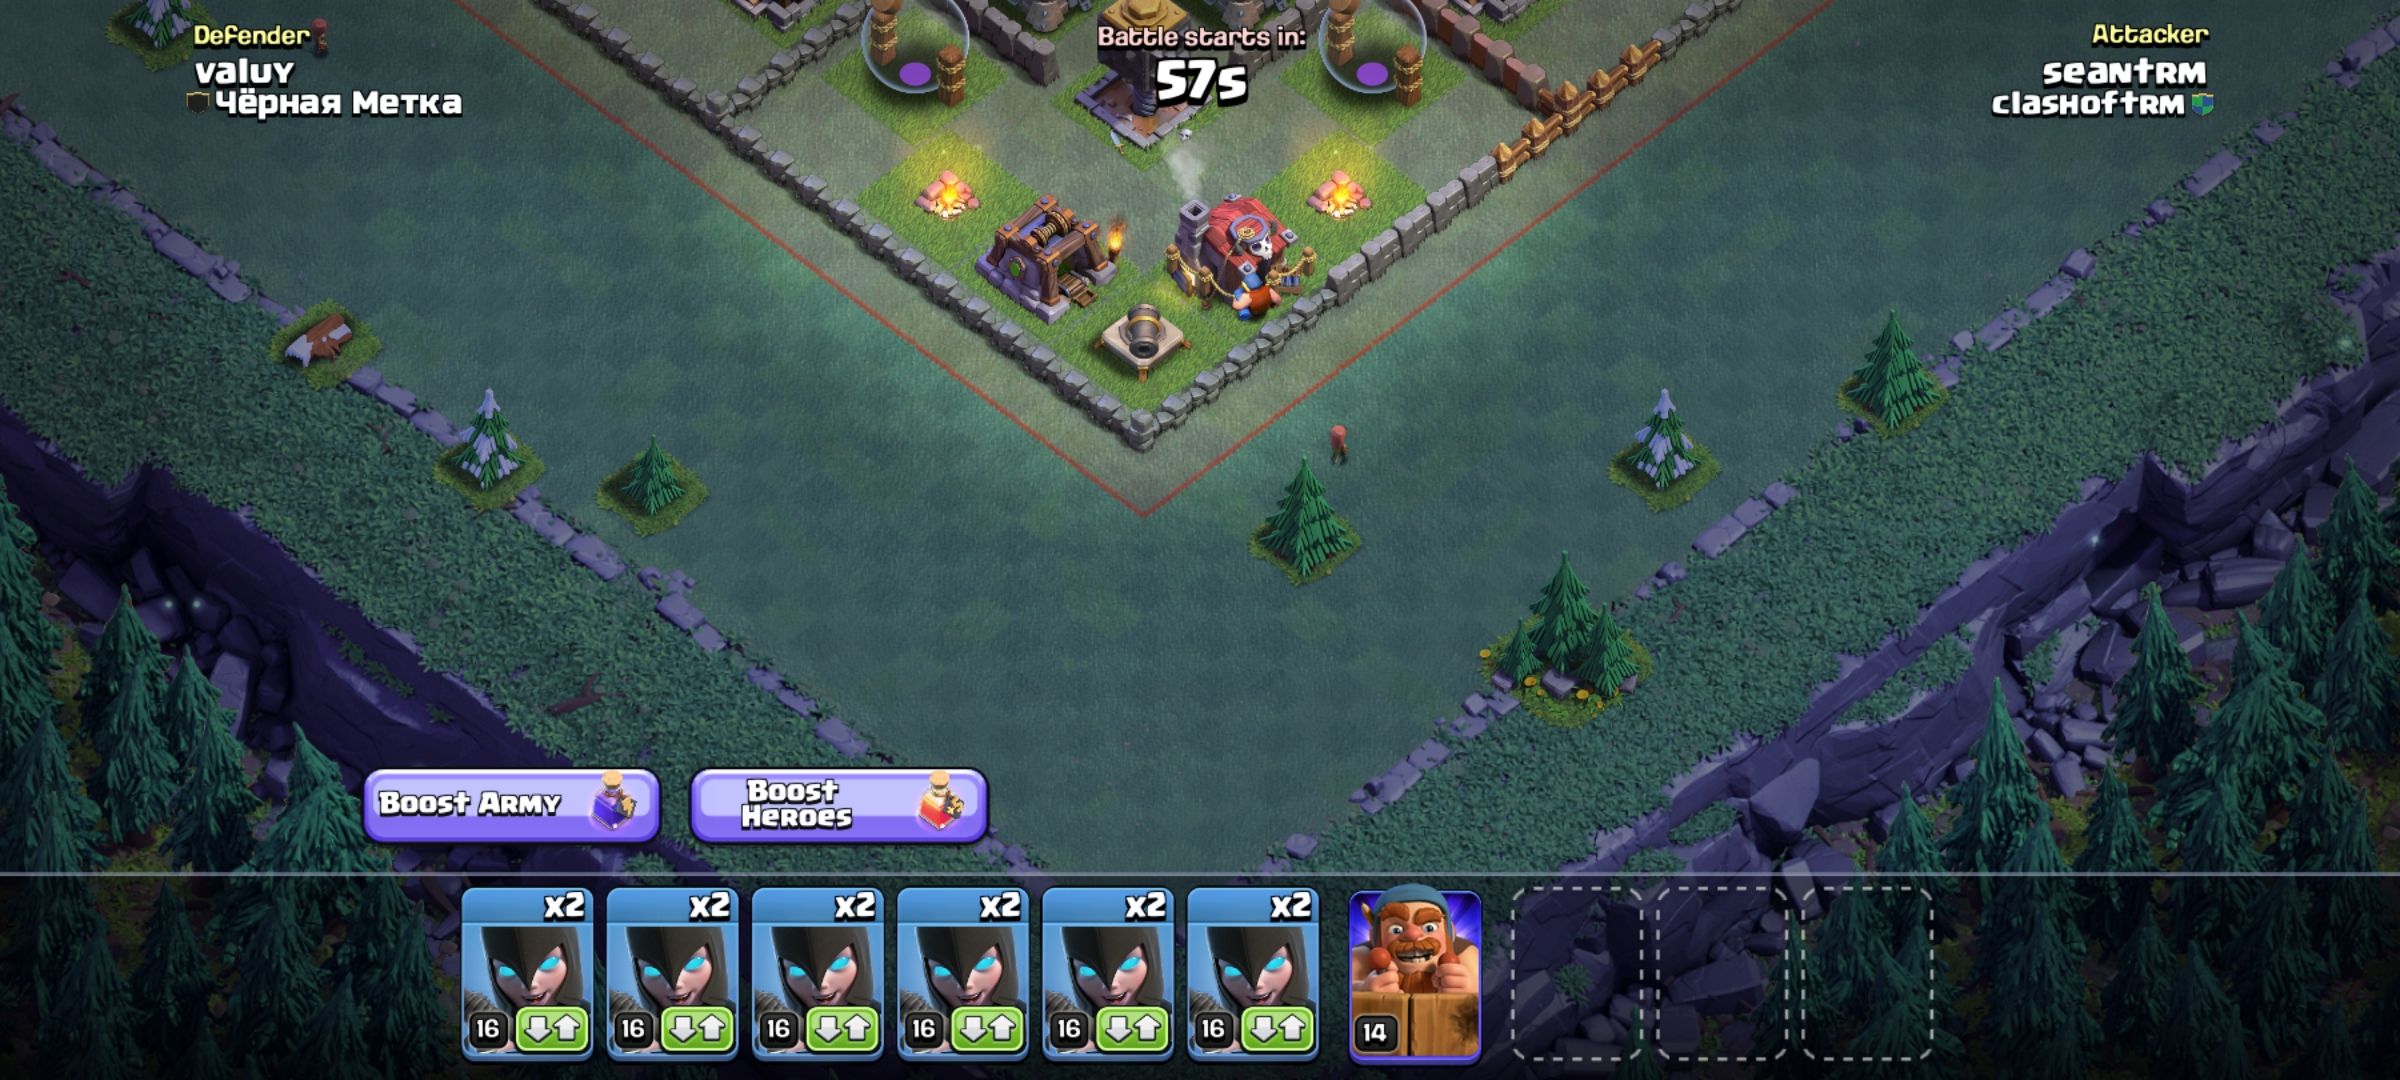 Defender
valuy
Чёрная Метка
Battle starts in:
57s
Attacker
seantRM
clashoftRM
Boost Army
Boost
Heroes
x2 x2 x2 x2 x2 x2
16 16 16 16 16 16 14